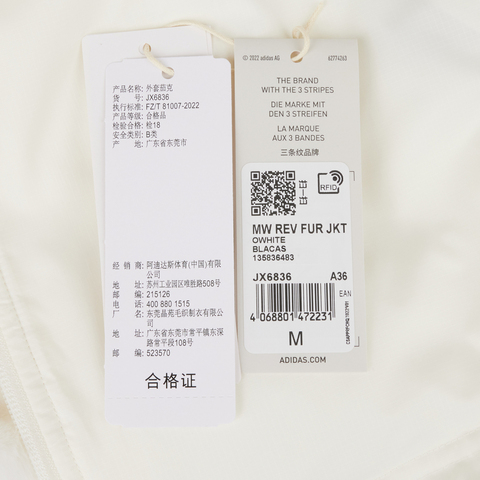 产品名称: 外套茄克
货 号: JX6836
执行标准: FZ/T 81007-2022
产品等级: 合格品
检验合格: 检18
安全类别: B类
产 地: 广东省东莞市
经 销 商: 阿迪达斯体育(中国)有限
公司
地 址: 苏州工业园区唯胜路508号
邮 编: 215126
电 话: 400 880 1515
厂 商: 东莞晶苑毛织制衣有限公
司
地 址: 广东省东莞市常平镇东深
路常平段108号
邮 编: 523570
合格证
© 2022 adidas AG
THE BRAND
WITH THE 3 STRIPES
DIE MARKE MIT
DEN 3 STREIFEN
LA MARQUE
AUX 3 BANDES
三条纹品牌
RFID
MW REV FUR JKT
OWHITE
BLACAS
135836483
JX6836 A36
EAN
4 068801 472231
M
ADIDAS.COM